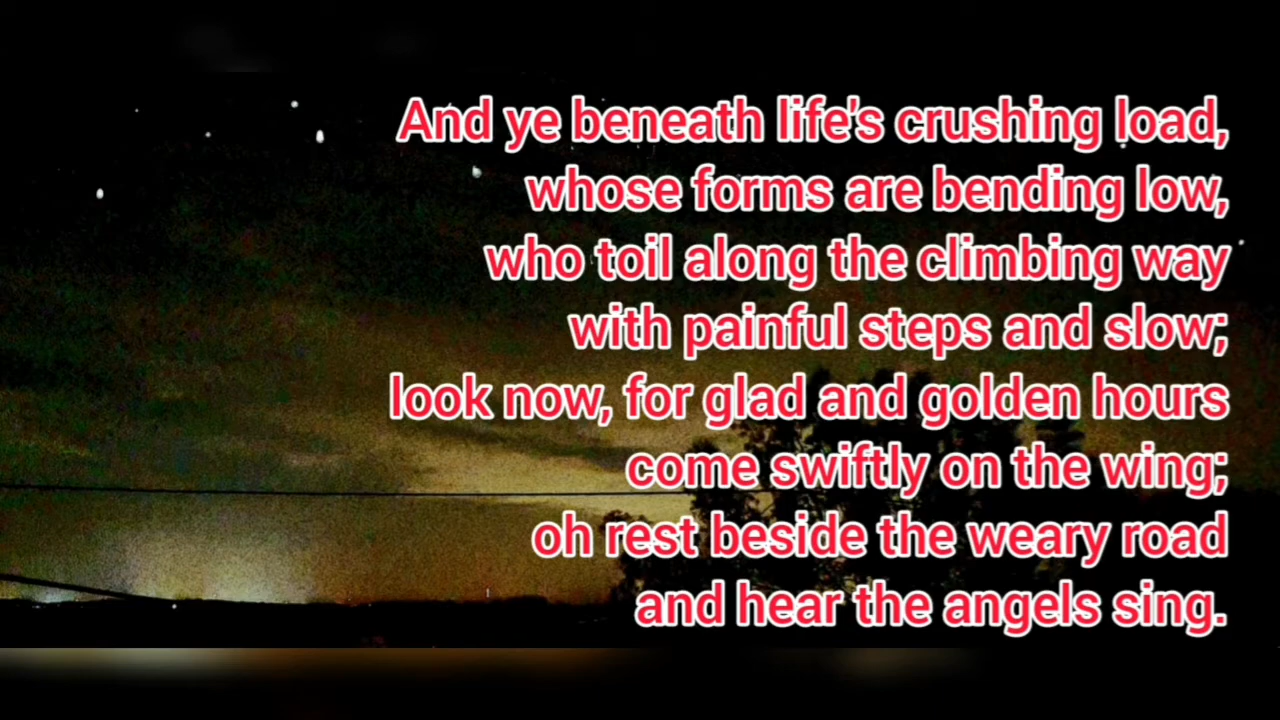 And ye beneath life's crushing load,
whose forms are bending low,
who toil along the climbing way
with painful steps and slow;
look now, for glad and golden hours
come swiftly on the wing;
oh rest beside the weary road
and hear the angels sing.